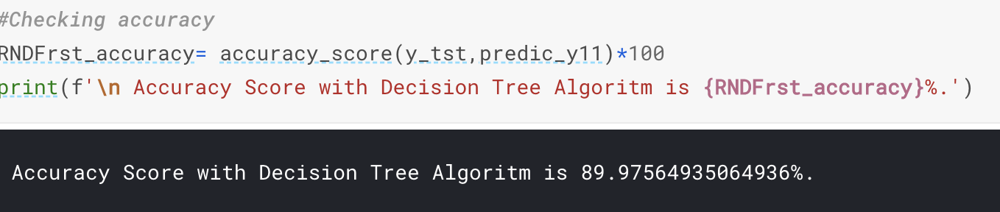 #Checking accuracy
RNDFrst_accuracy= accuracy_score(y_tst,predic_y11)*100
print(f'\n Accuracy Score with Decision Tree Algoritm is {RNDFrst_accuracy}%.')
Accuracy Score with Decision Tree Algoritm is 89.97564935064936%.